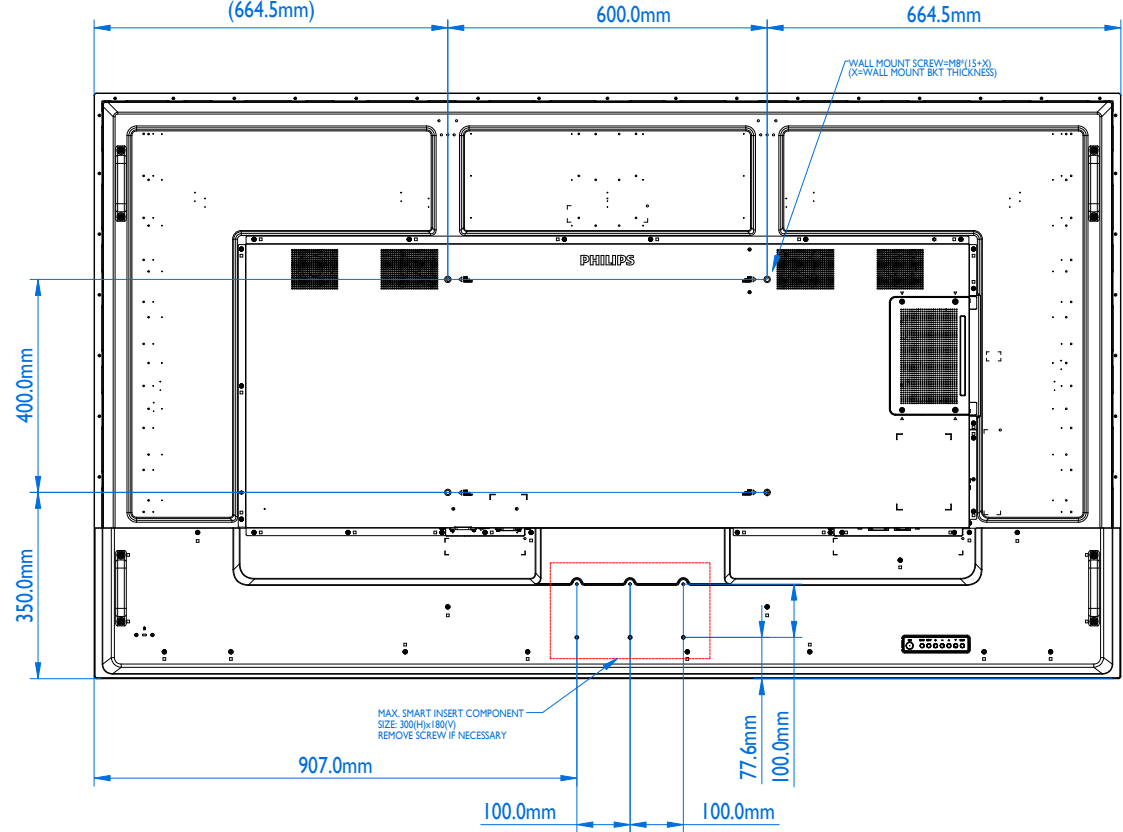 (664.5mm)
600.0mm
664.5mm
WALL MOUNT SCREW=M8*(15+X)
(X=WALL MOUNT BKT THICKNESS)
PHILIPS
400.0mm
350.0mm
MAX. SMART INSERT COMPONENT
SIZE: 300(H)x180(V)
REMOVE SCREW IF NECESSARY
77.6mm
100.0mm
907.0mm
100.0mm
100.0mm